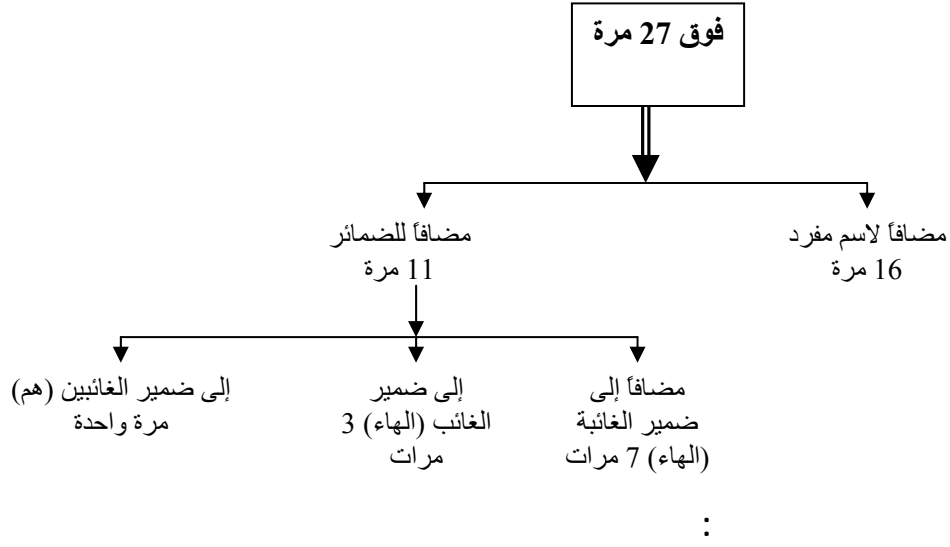 فوق 27 مرة
مضافاً لاسم مفرد
16 مرة
مضافاً للضمائر
11 مرة
مضافاً إلى
ضمير الغائبة
(الهاء) 7 مرات
إلى ضمير
الغائب (الهاء) 3
مرات
إلى ضمير الغائبين (هم)
مرة واحدة
: